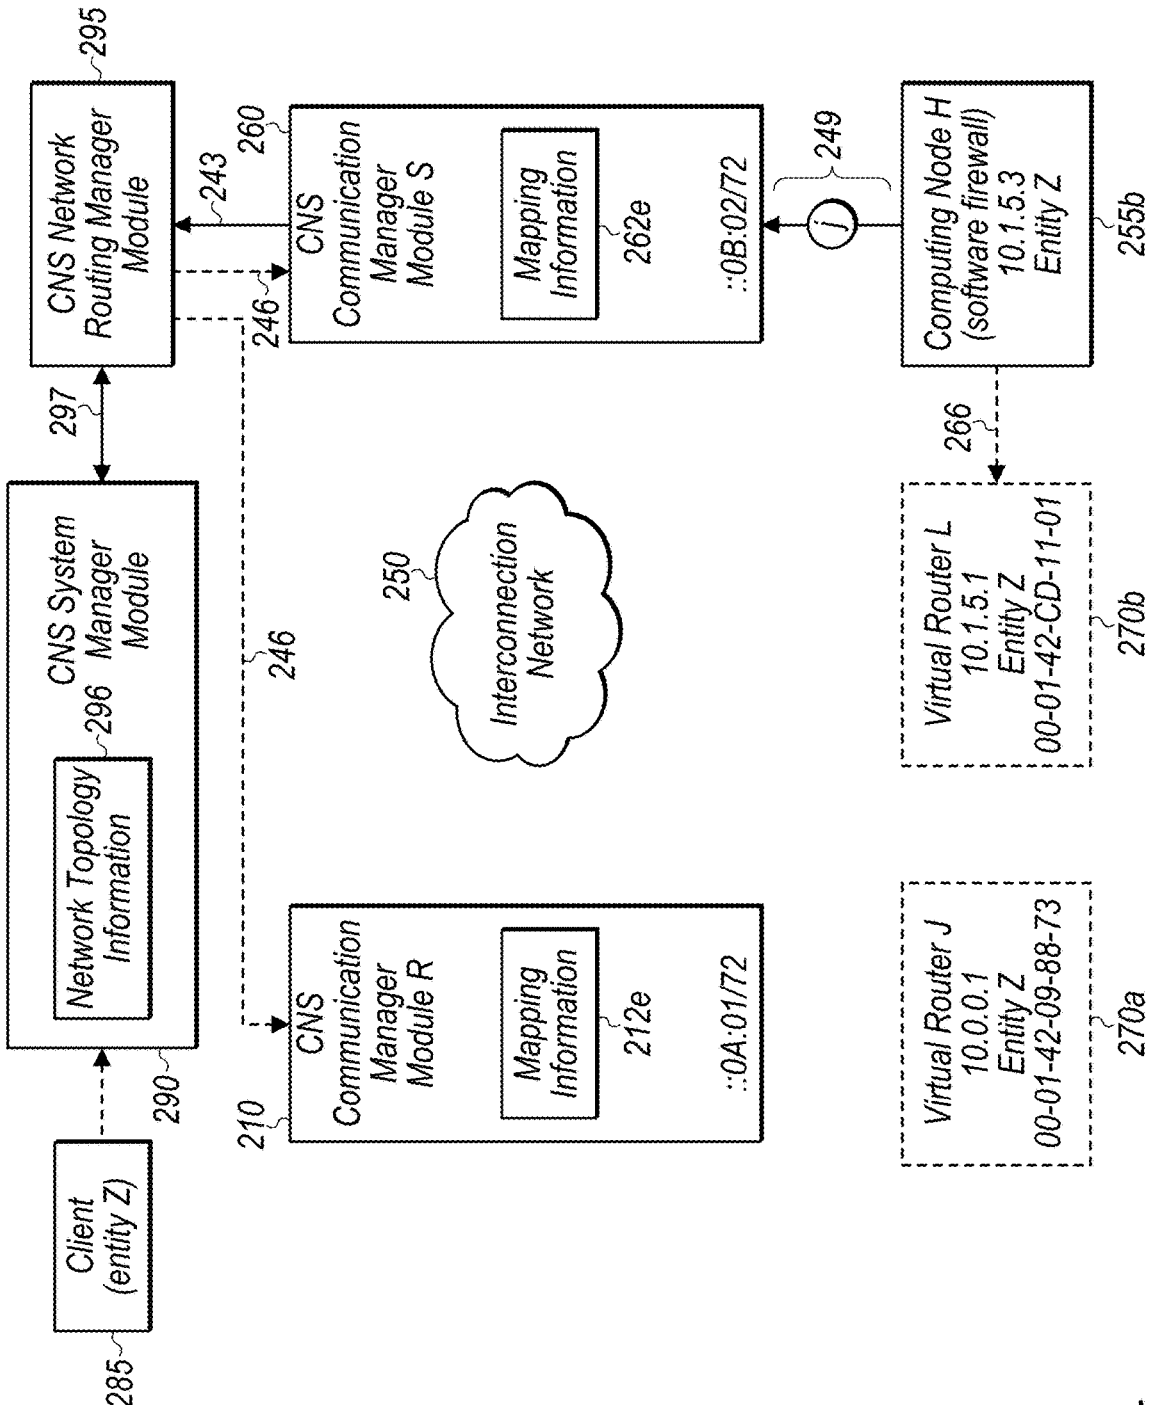 285
Client
(entity Z)
290
CNS System
Manager
Module
296
Network Topology
Information
297
295
CNS Network
Routing Manager
Module
246
246
243
210
CNS
Communication
Manager
Module R
Mapping
Information
212e
::0A:01/72
250
Interconnection
Network
260
CNS
Communication
Manager
Module S
Mapping
Information
262e
::0B:02/72
j
249
Virtual Router J
10.0.0.1
Entity Z
00-01-42-09-88-73
270a
Virtual Router L
10.1.5.1
Entity Z
00-01-42-CD-11-01
270b
266
Computing Node H
(software firewall)
10.1.5.3
Entity Z
255b